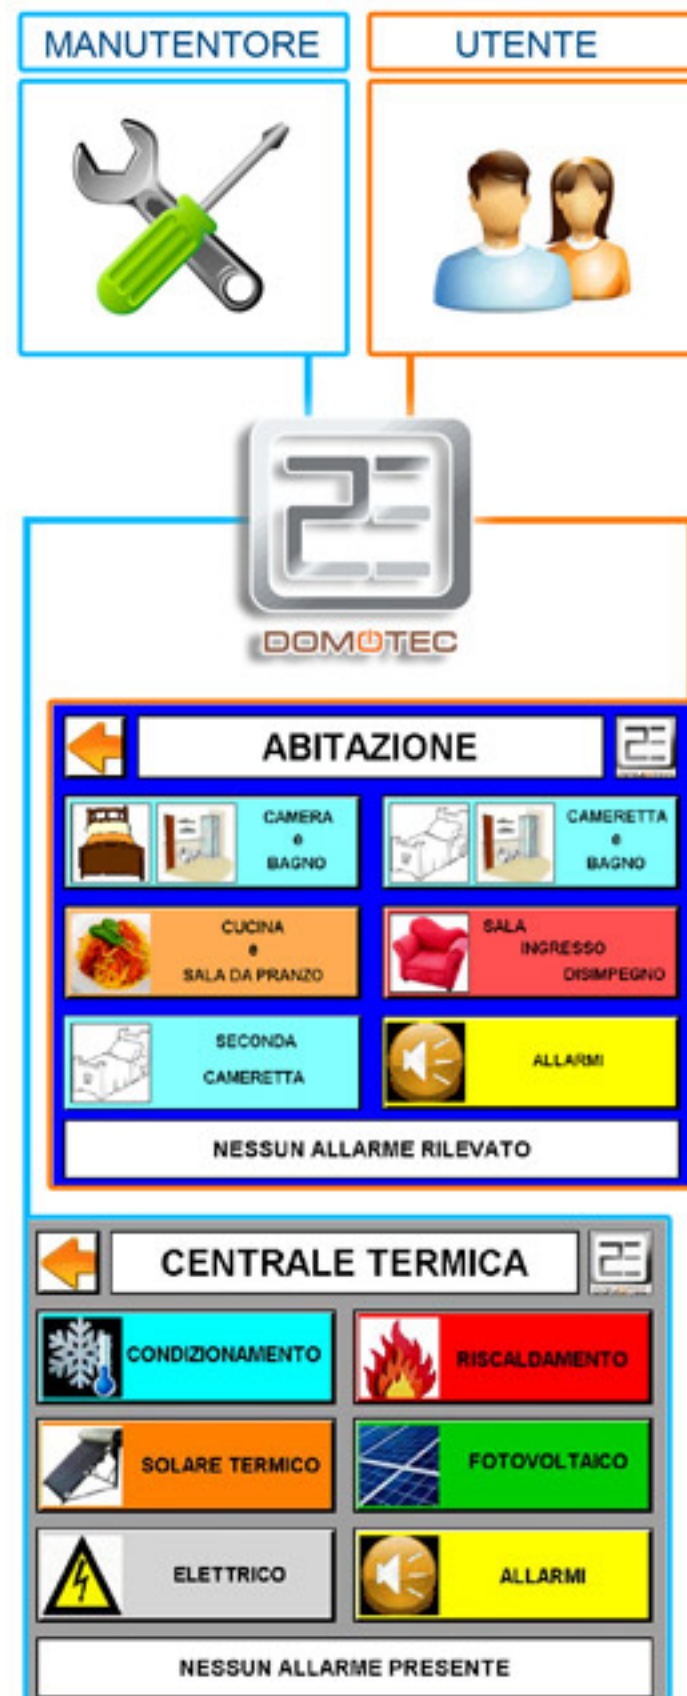 MANUTENTORE
UTENTE
DOMOTEC
ABITAZIONE
CAMERA
e
BAGNO
CAMERETTA
e
BAGNO
CUCINA
e
SALA DA PRANZO
SALA
INGRESSO
DISIMPEGNO
SECONDA
CAMERETTA
ALLARMI
NESSUN ALLARME RILEVATO
CENTRALE TERMICA
CONDIZIONAMENTO
RISCALDAMENTO
SOLARE TERMICO
FOTOVOLTAICO
ELETTRICO
ALLARMI
NESSUN ALLARME PRESENTE